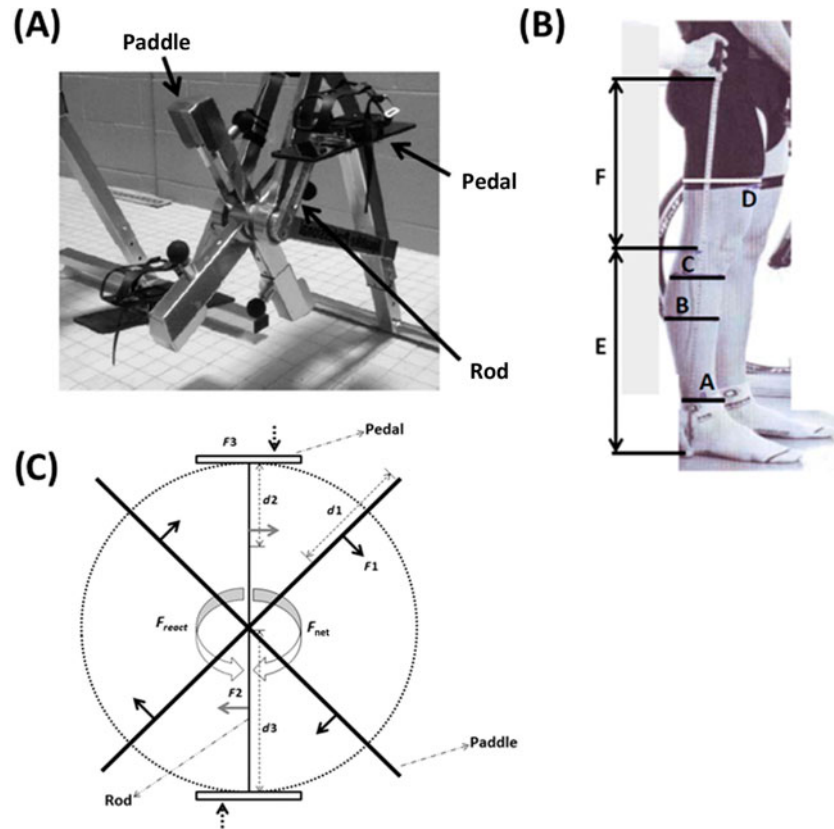 (A)
Paddle
Pedal
Rod
(B)
F
D
C
B
E
A
(C)
F3
Pedal
d2
d1
F1
Freact
Fnet
F2
d3
Paddle
Rod